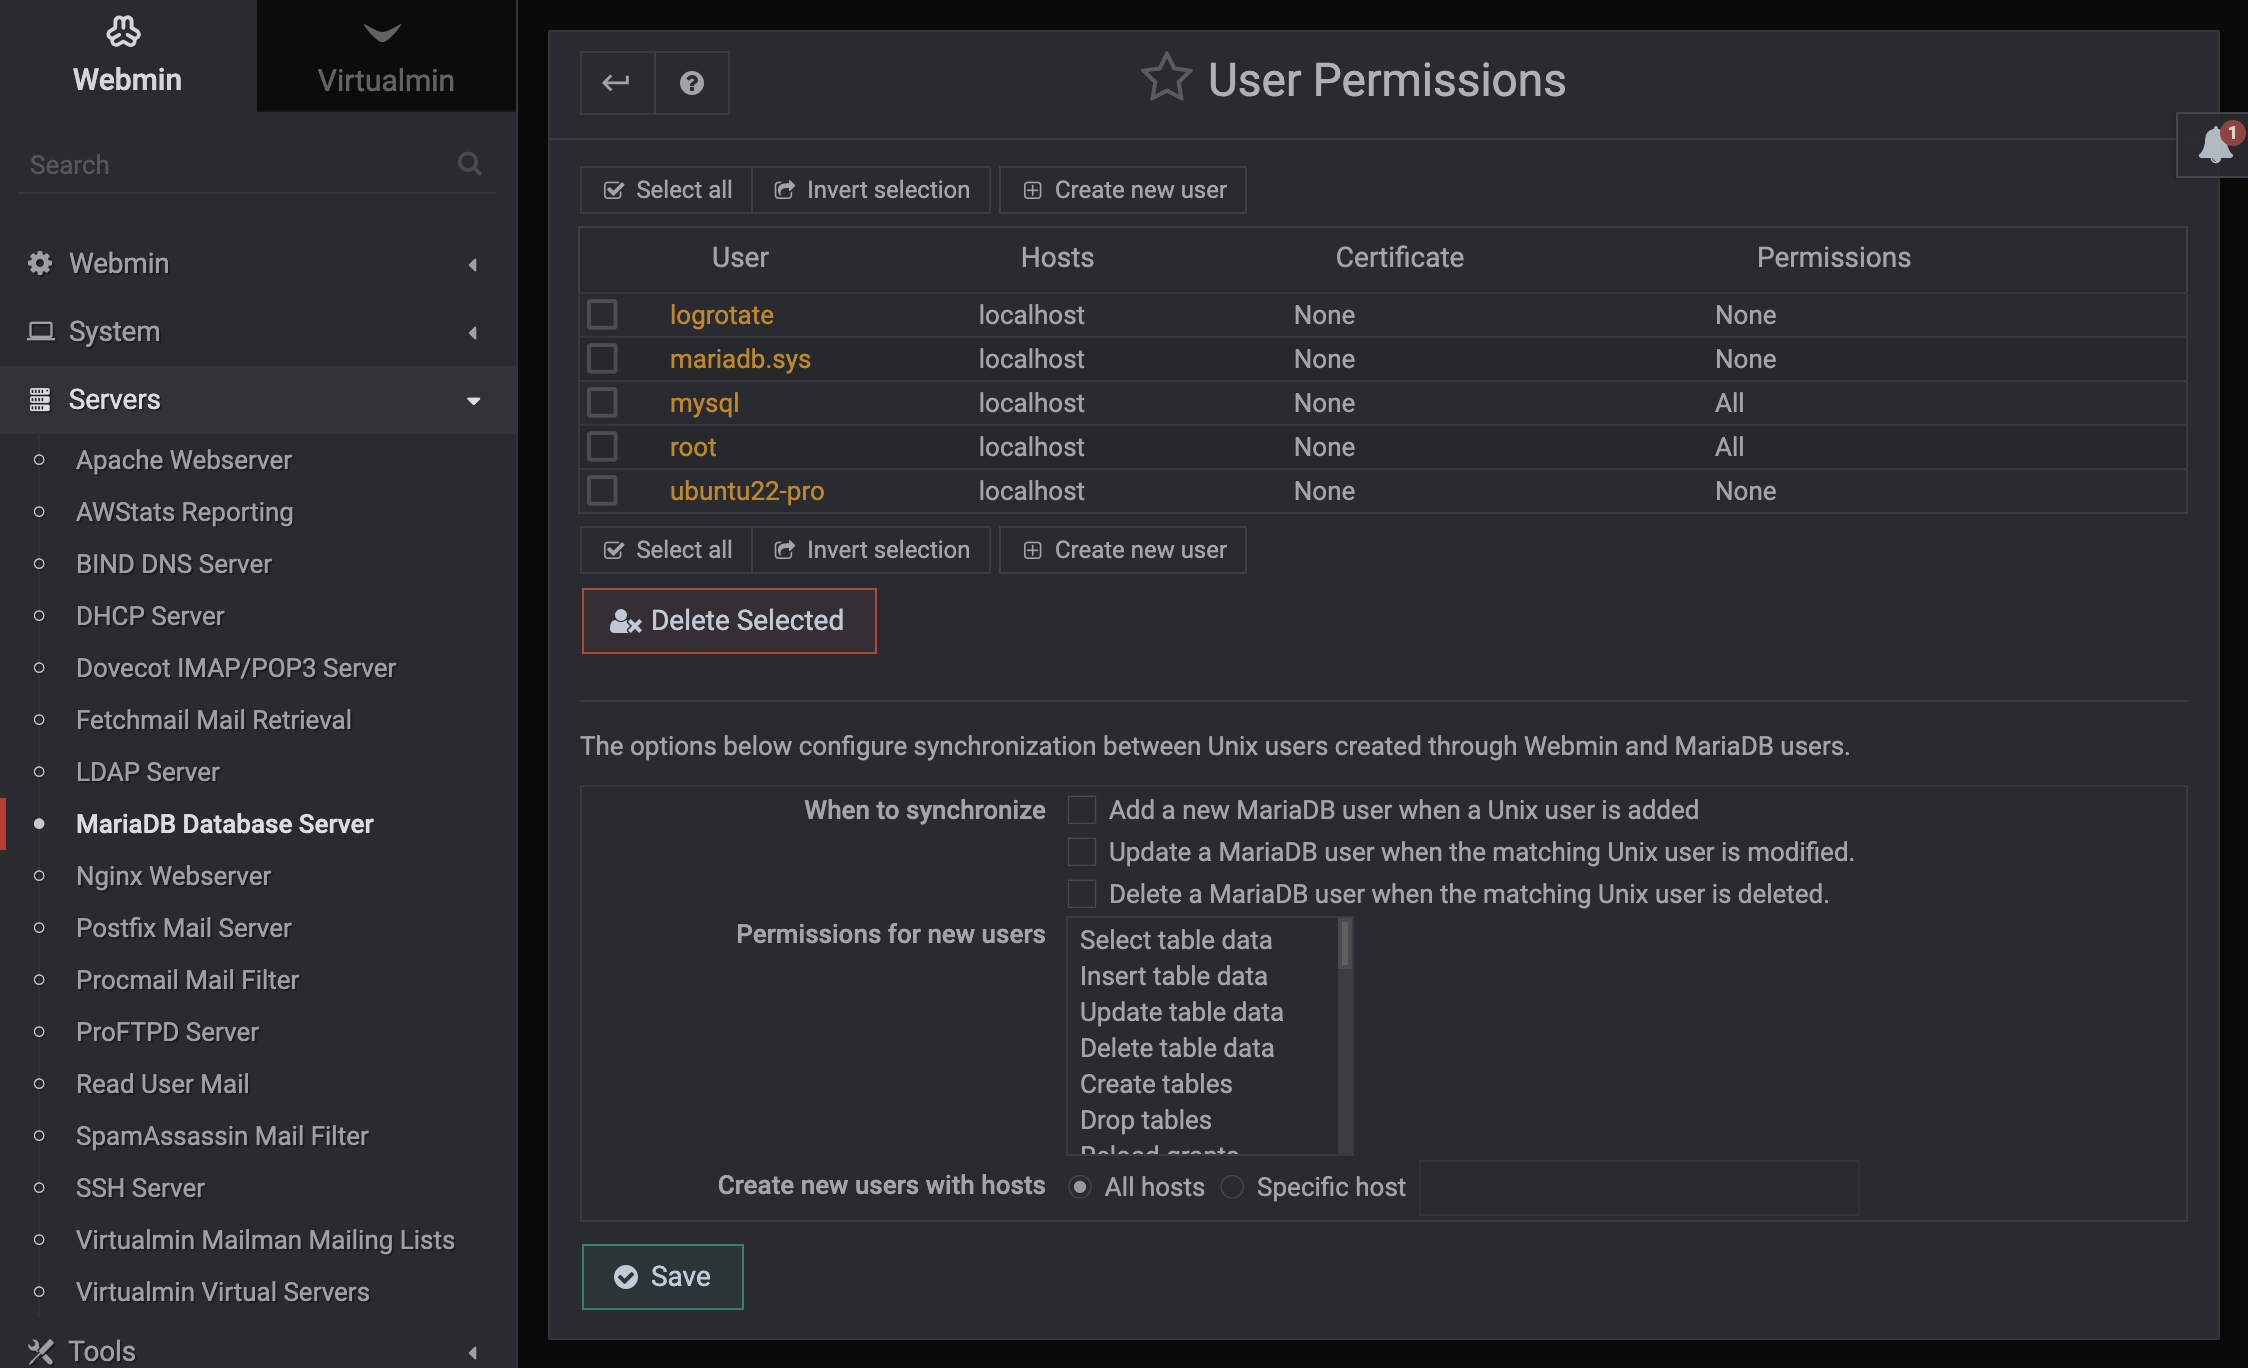 Webmin
Virtualmin
Search
Webmin
System
Servers
Apache Webserver
AWStats Reporting
BIND DNS Server
DHCP Server
Dovecot IMAP/POP3 Server
Fetchmail Mail Retrieval
LDAP Server
MariaDB Database Server
Nginx Webserver
Postfix Mail Server
Procmail Mail Filter
ProFTPD Server
Read User Mail
SpamAssassin Mail Filter
SSH Server
Virtualmin Mailman Mailing Lists
Virtualmin Virtual Servers
Tools
User Permissions
1
Select all Invert selection Create new user
User Hosts Certificate Permissions
logrotate localhost None None
mariadb.sys localhost None None
mysql localhost None All
root localhost None All
ubuntu22-pro localhost None None
Select all Invert selection Create new user
Delete Selected
The options below configure synchronization between Unix users created through Webmin and MariaDB users.
When to synchronize Add a new MariaDB user when a Unix user is added
Update a MariaDB user when the matching Unix user is modified.
Delete a MariaDB user when the matching Unix user is deleted.
Permissions for new users Select table data
Insert table data
Update table data
Delete table data
Create tables
Drop tables
Reload grants
Create new users with hosts All hosts Specific host
Save